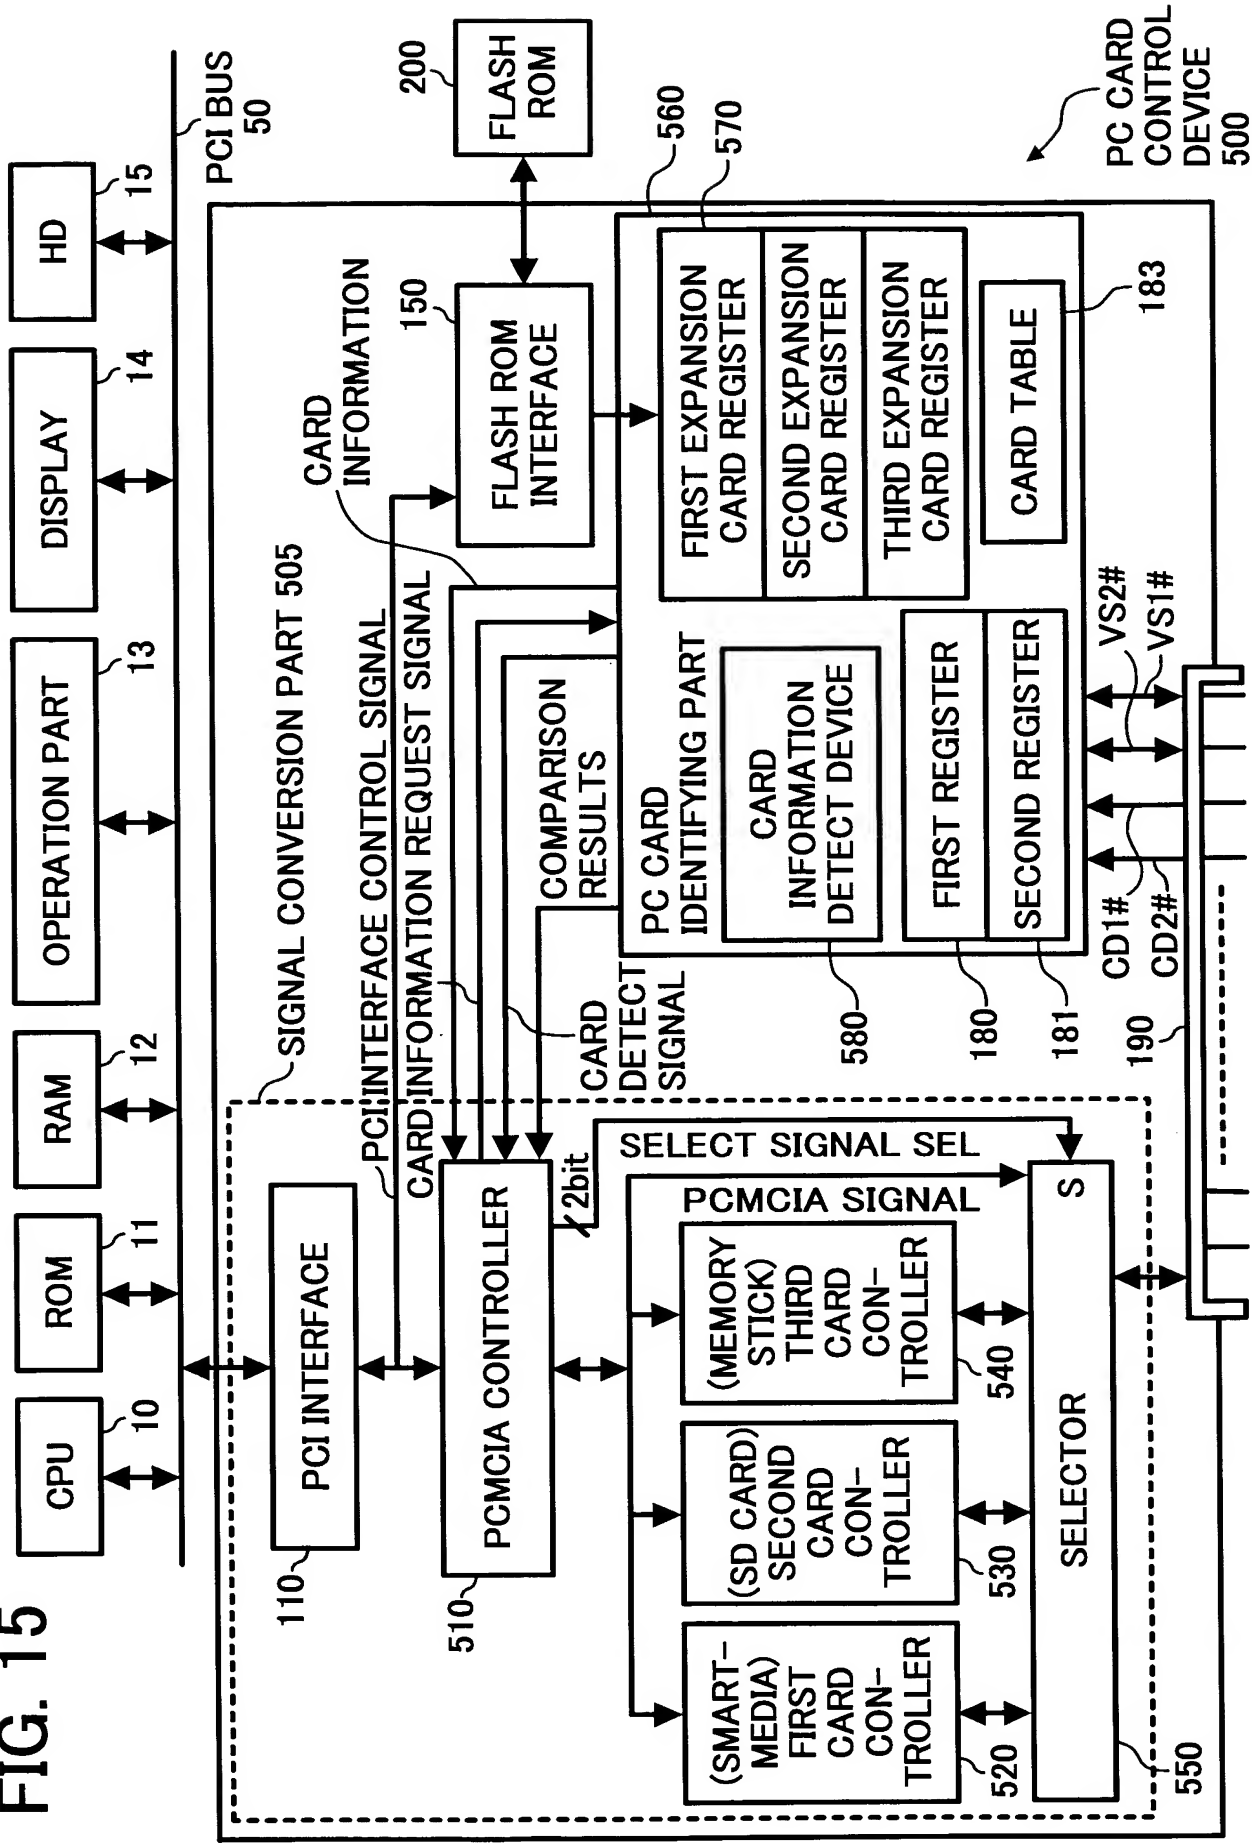 FIG. 15
CPU
10
ROM
11
RAM
12
OPERATION PART
13
DISPLAY
14
HD
15
PCI BUS
50
SIGNAL CONVERSION PART 505
PCI INTERFACE
110
PCI INTERFACE CONTROL SIGNAL
CARD INFORMATION REQUEST SIGNAL
CARD
INFORMATION
FLASH ROM
INTERFACE
150
FLASH
ROM
200
PCMCIA CONTROLLER
510
2bit
CARD
DETECT
SIGNAL
COMPARISON
RESULTS
SELECT SIGNAL SEL
PCMCIA SIGNAL
(SMART-
MEDIA)
FIRST
CARD
CON-
TROLLER
520
(SD CARD)
SECOND
CARD
CON-
TROLLER
530
(MEMORY
STICK)
THIRD
CARD
CON-
TROLLER
540
SELECTOR
S
550
PC CARD
IDENTIFYING PART
560
CARD
INFORMATION
DETECT DEVICE
580
FIRST REGISTER
180
SECOND REGISTER
181
FIRST EXPANSION
CARD REGISTER
SECOND EXPANSION
CARD REGISTER
THIRD EXPANSION
CARD REGISTER
570
CARD TABLE
183
CD1#
CD2#
VS2#
VS1#
190
PC CARD
CONTROL
DEVICE
500